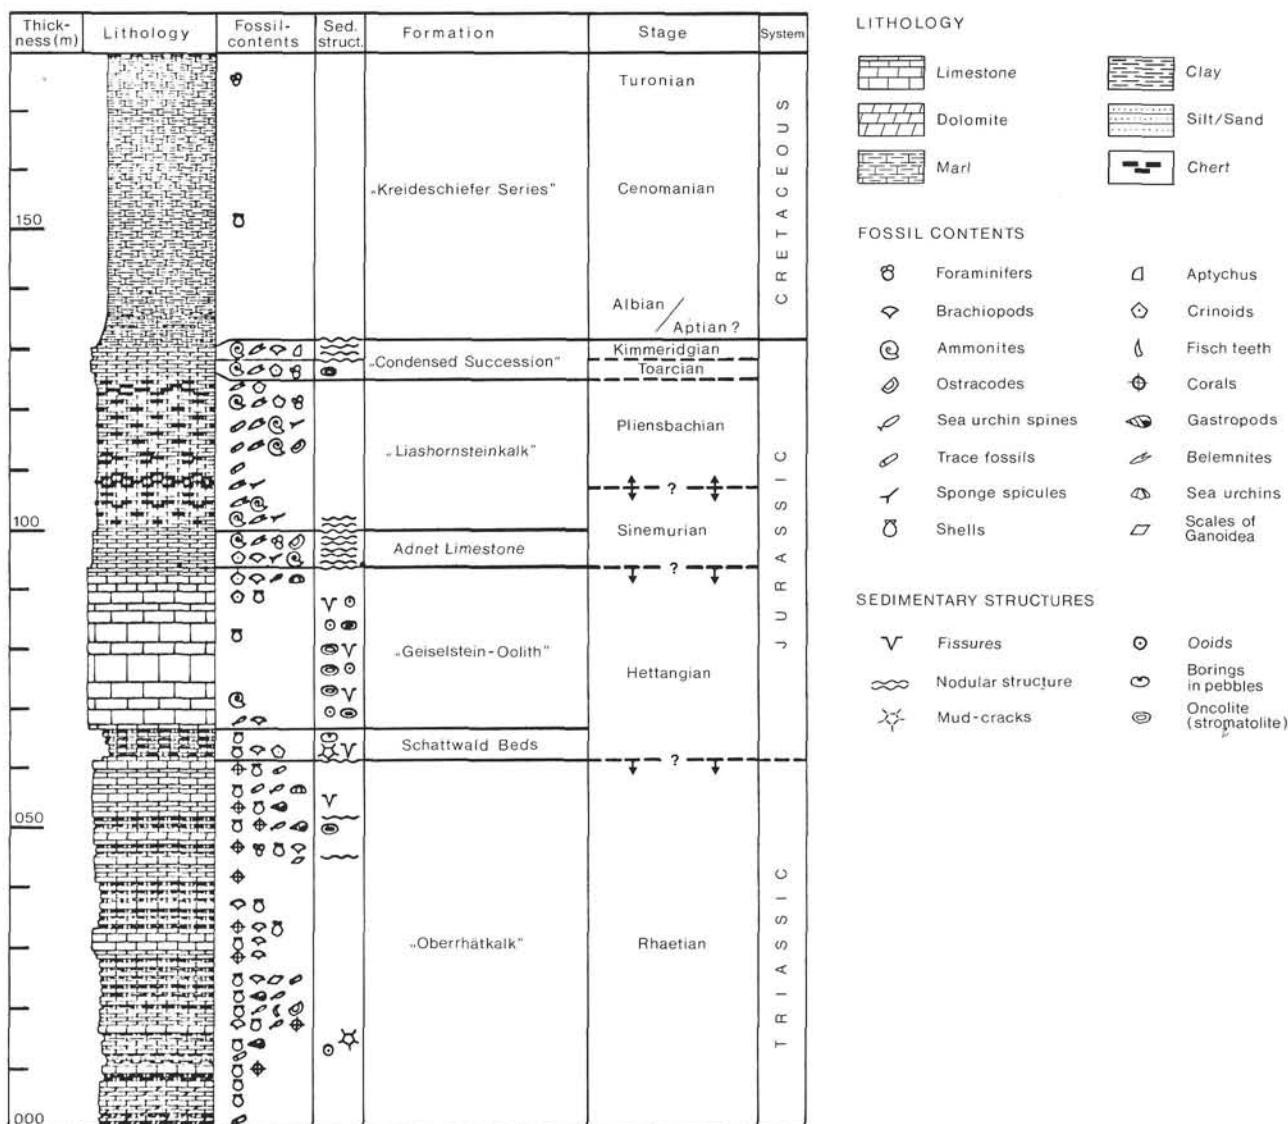 Thick-
ness (m)
Lithology
Fossil-
contents
Sed.
struct.
Formation
Stage
System
150
100
050
000
„Kreideschiefer Series"
„Condensed Succession"
„Liashornsteinkalk"
Adnet Limestone
„Geiselstein-Oolith"
Schattwald Beds
„Oberrhätkalk"
Turonian
Cenomanian
Albian
Aptian ?
Kimmeridgian
Toarcian
Pliensbachian
?
Sinemurian
?
Hettangian
?
Rhaetian
CRETACEOUS
JURASSIC
TRIASSIC
LITHOLOGY
Limestone
Clay
Dolomite
Silt/Sand
Marl
Chert
FOSSIL CONTENTS
Foraminifers
Aptychus
Brachiopods
Crinoids
Ammonites
Fisch teeth
Ostracodes
Corals
Sea urchin spines
Gastropods
Trace fossils
Belemnites
Sponge spicules
Sea urchins
Shells
Scales of
Ganoidea
SEDIMENTARY STRUCTURES
Fissures
Ooids
Nodular structure
Borings
in pebbles
Mud-cracks
Oncolite
(stromatolite)